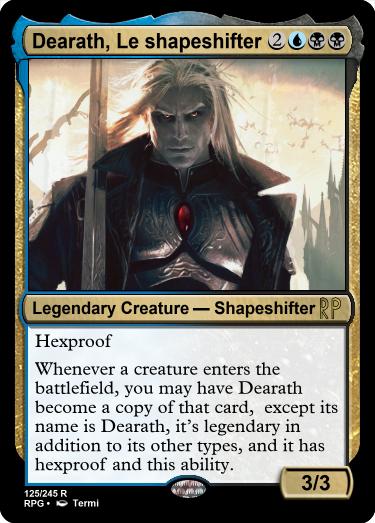 Dearath, Le shapeshifter 2
Legendary Creature — Shapeshifter RP
Hexproof
Whenever a creature enters the
battlefield, you may have Dearath
become a copy of that card, except its
name is Dearath, it's legendary in
addition to its other types, and it has
hexproof and this ability.
3/3
125/245 R
RPG • Termi